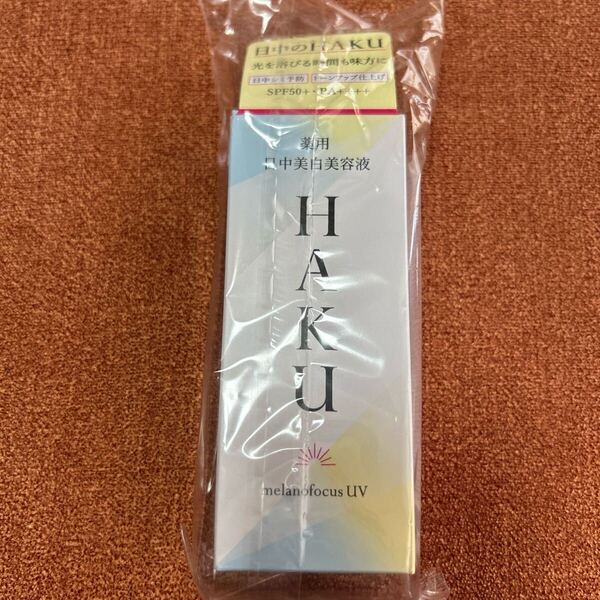 日中のHAKU
光を浴びる時間も味方に
日中シミ予防 トーンアップ仕上げ
SPF50+・PA++++
薬用
日中美白美容液
HAKU
melanofocus UV